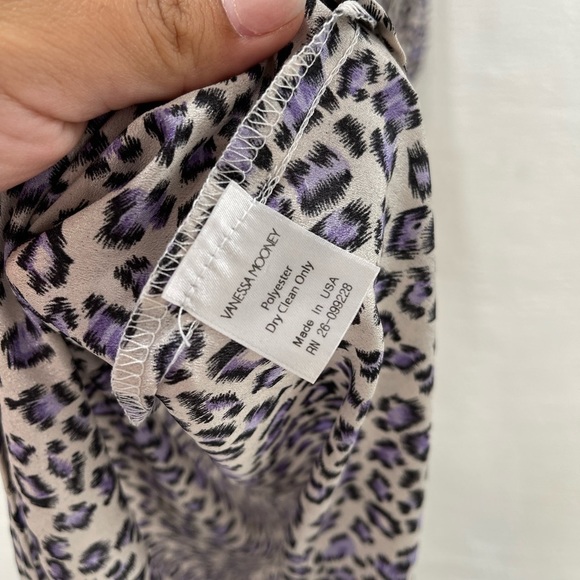 VANESSA MOONEY
Polyester
Dry Clean Only
Made in USA
RN 26-099228